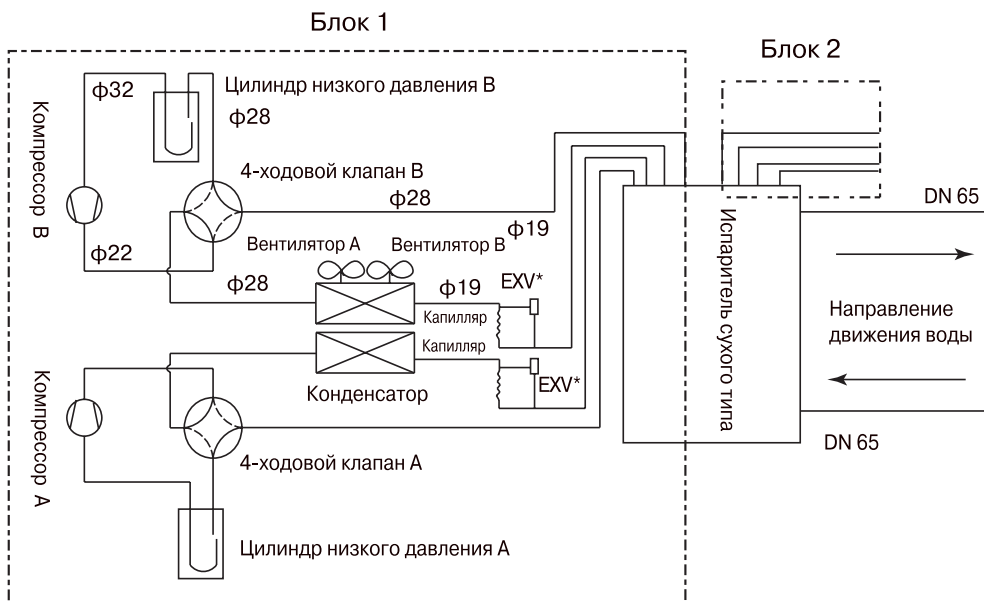 Блок 1
Блок 2
ф32
Цилиндр низкого давления В
ф28
Компрессор В
4-ходовой клапан В
ф28
DN 65
ф22
Вентилятор А
Вентилятор В
ф19
ф28
ф19
EXV*
Капилляр
Испаритель сухого типа
Направление
движения воды
Капилляр
EXV*
Конденсатор
Компрессор А
DN 65
4-ходовой клапан А
Цилиндр низкого давления А